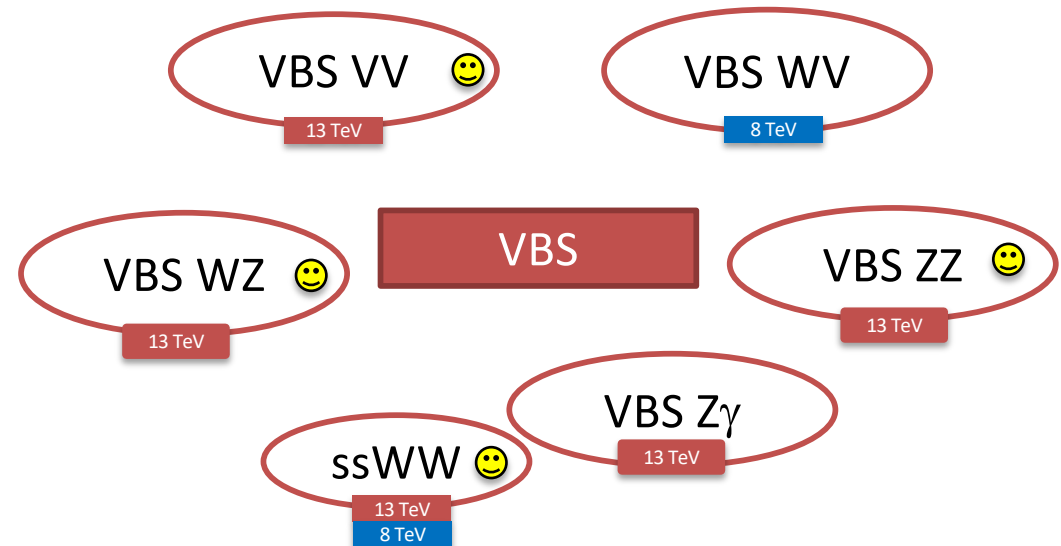 VBS VV
13 TeV
VBS WV
8 TeV
VBS
VBS WZ
13 TeV
VBS ZZ
13 TeV
VBS Zγ
13 TeV
ssWW
13 TeV
8 TeV